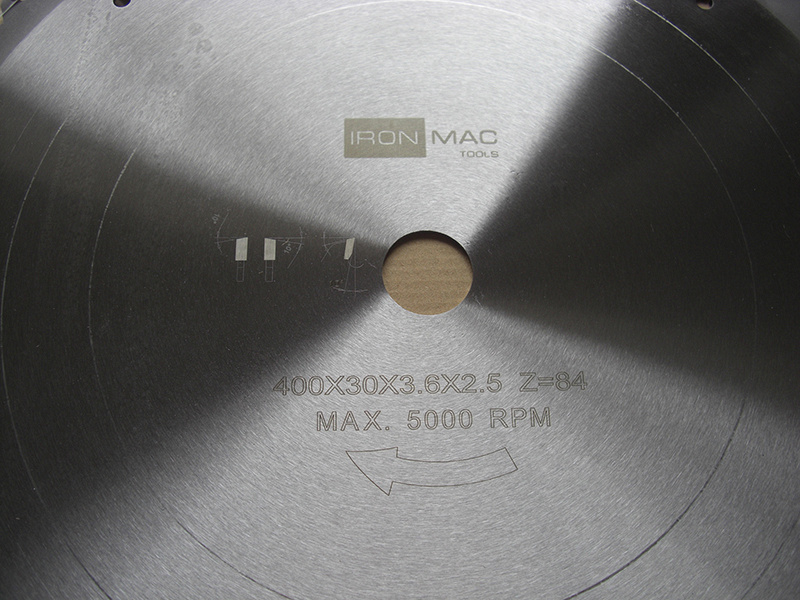 IRON MAC
TOOLS
400X30X3.6X2.5 Z=84
MAX. 5000 RPM